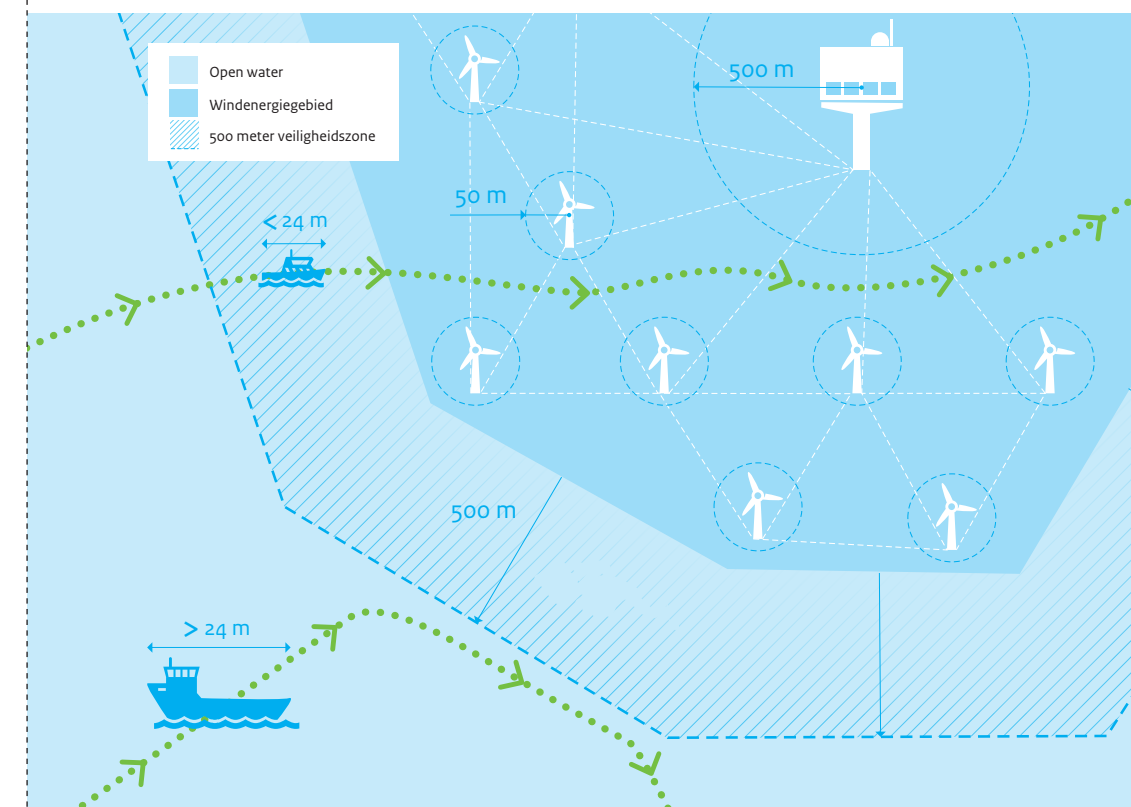 Open water
Windenergiegebied
500 meter veiligheidszone
500 m
50 m
< 24 m
500 m
> 24 m